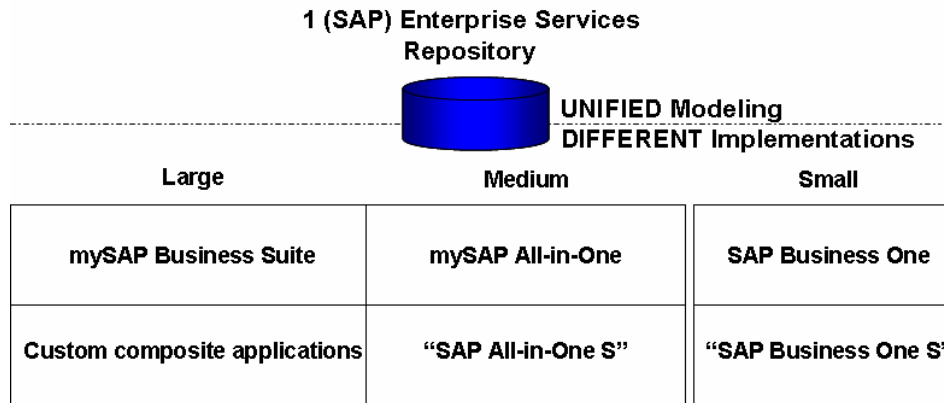 1 (SAP) Enterprise Services
Repository
UNIFIED Modeling
DIFFERENT Implementations
Large Medium Small
mySAP Business Suite mySAP All-in-One SAP Business One
Custom composite applications “SAP All-in-One S” “SAP Business One S”